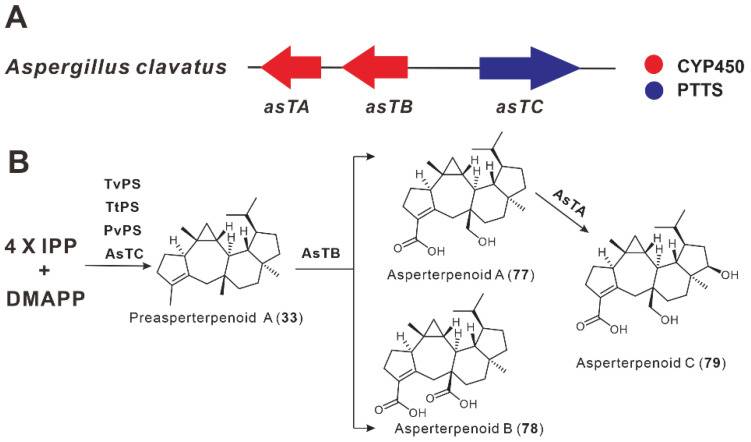 A
Aspergillus clavatus
asTA
asTB
asTC
CYP450
PTTS
B
TvPS
TtPS
PvPS
AsTC
4 X IPP
+
DMAPP
H
H
H
H
Preasperterpenoid A (33)
AsTB
H
H
H
H
O
OH
OH
Asperterpenoid A (77)
AsTA
H
H
H
H
OH
O
OH
OH
Asperterpenoid C (79)
H
H
H
H
O
OH
O
OH
Asperterpenoid B (78)